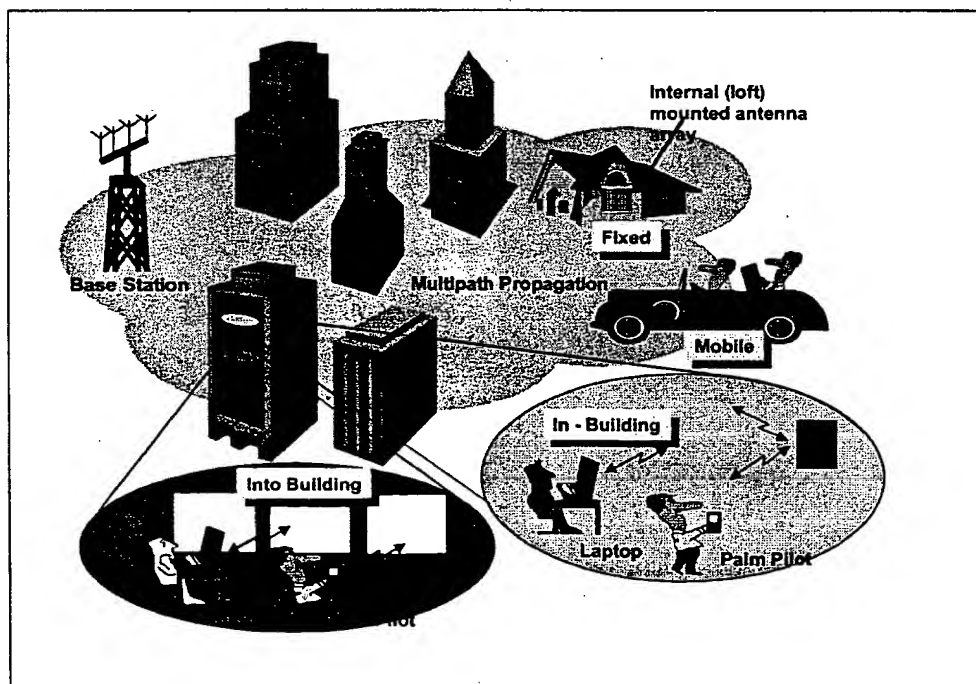 Internal (loft)
mounted antenna
array
Fixed
Base Station
Multipath Propagation
Mobile
In - Building
Into Building
Laptop
Palm Pilot